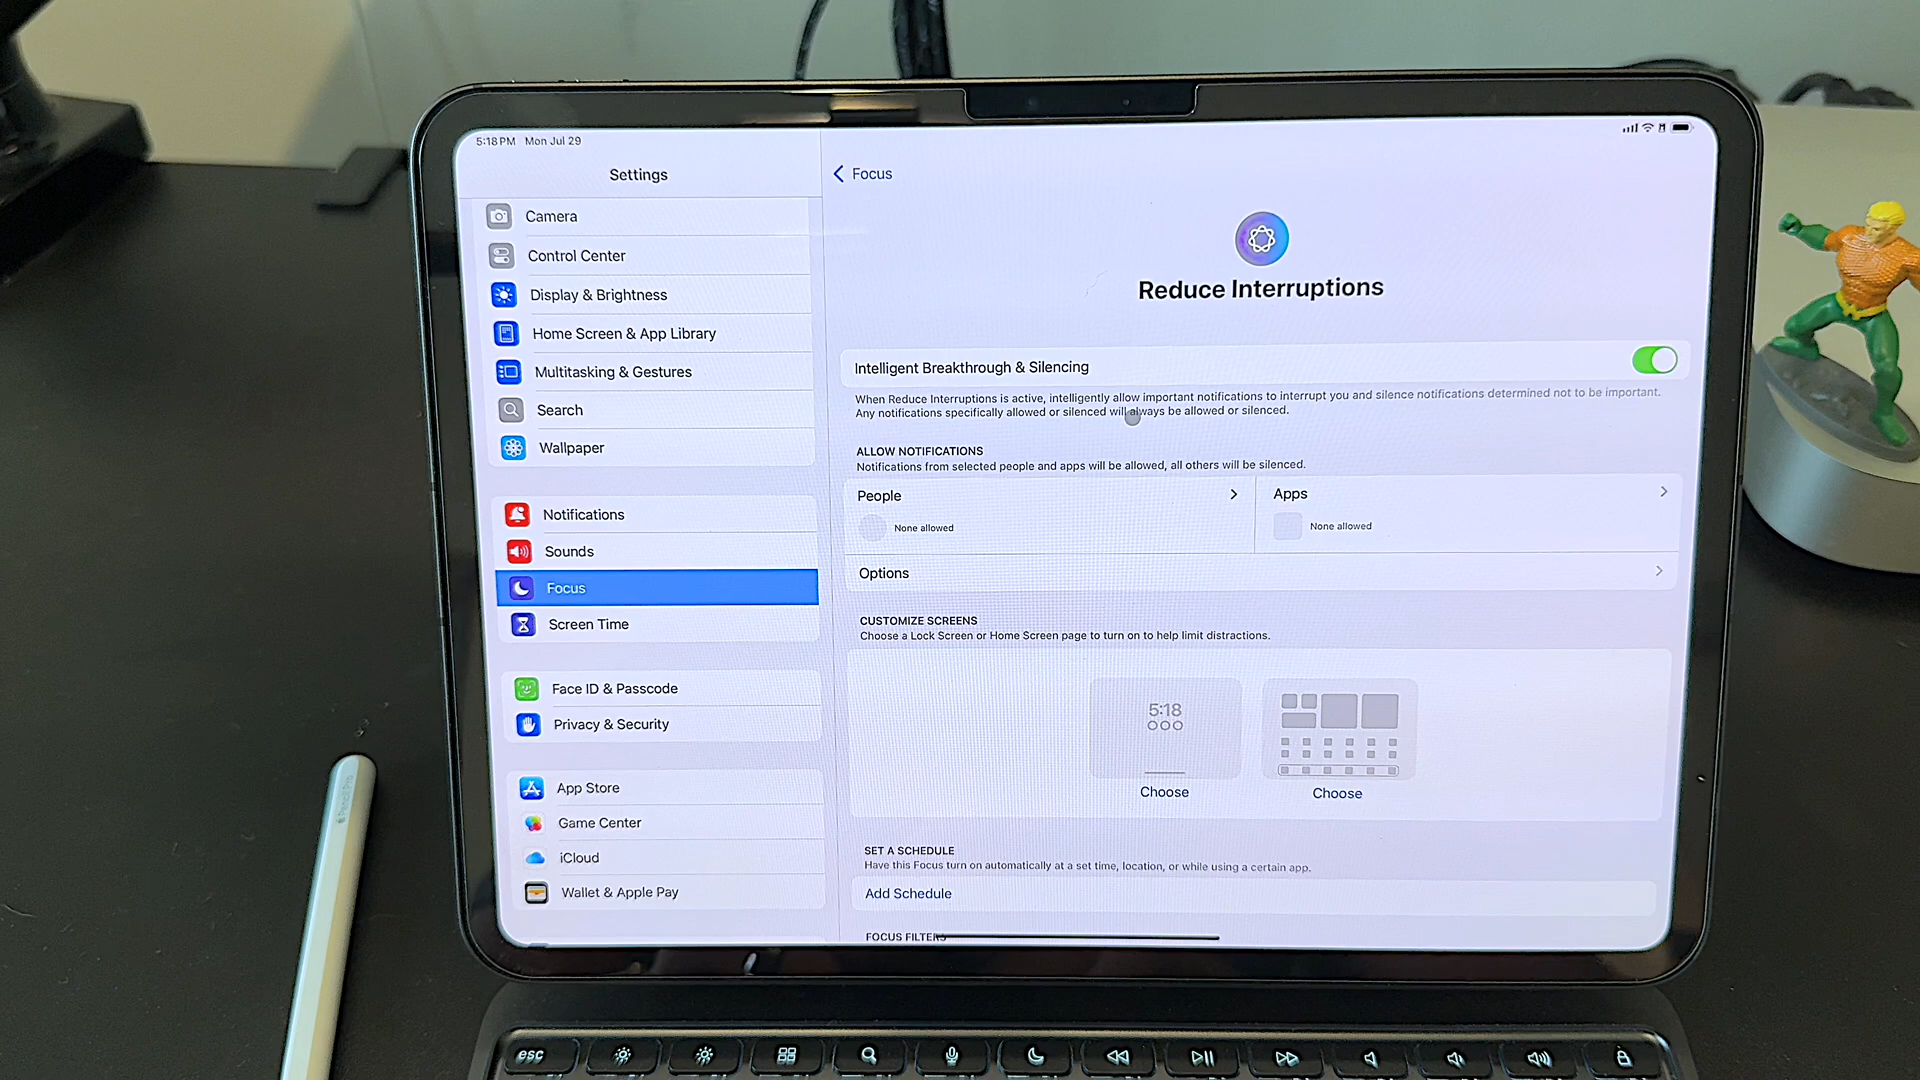 5:18 PM Mon Jul 29
Settings
Camera
Control Center
Display & Brightness
Home Screen & App Library
Multitasking & Gestures
Search
Wallpaper
Notifications
Sounds
Focus
Screen Time
Face ID & Passcode
Privacy & Security
App Store
Game Center
iCloud
Wallet & Apple Pay
Focus
Reduce Interruptions
Intelligent Breakthrough & Silencing
When Reduce Interruptions is active, intelligently allow important notifications to interrupt you and silence notifications determined not to be important.
Any notifications specifically allowed or silenced will always be allowed or silenced.
ALLOW NOTIFICATIONS
Notifications from selected people and apps will be allowed, all others will be silenced.
People
None allowed
Apps
None allowed
Options
CUSTOMIZE SCREENS
Choose a Lock Screen or Home Screen page to turn on to help limit distractions.
5:18
Choose
Choose
SET A SCHEDULE
Have this Focus turn on automatically at a set time, location, or while using a certain app.
Add Schedule
FOCUS FILTERS
Pencil Pro
esc